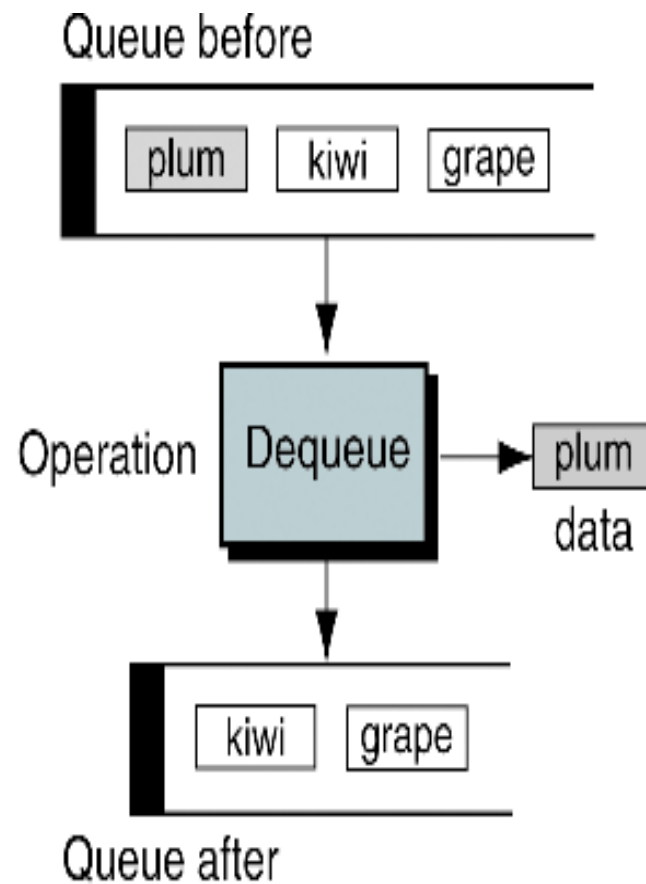 Queue before
plum kiwi grape
Operation Dequeue plum
data
kiwi grape
Queue after